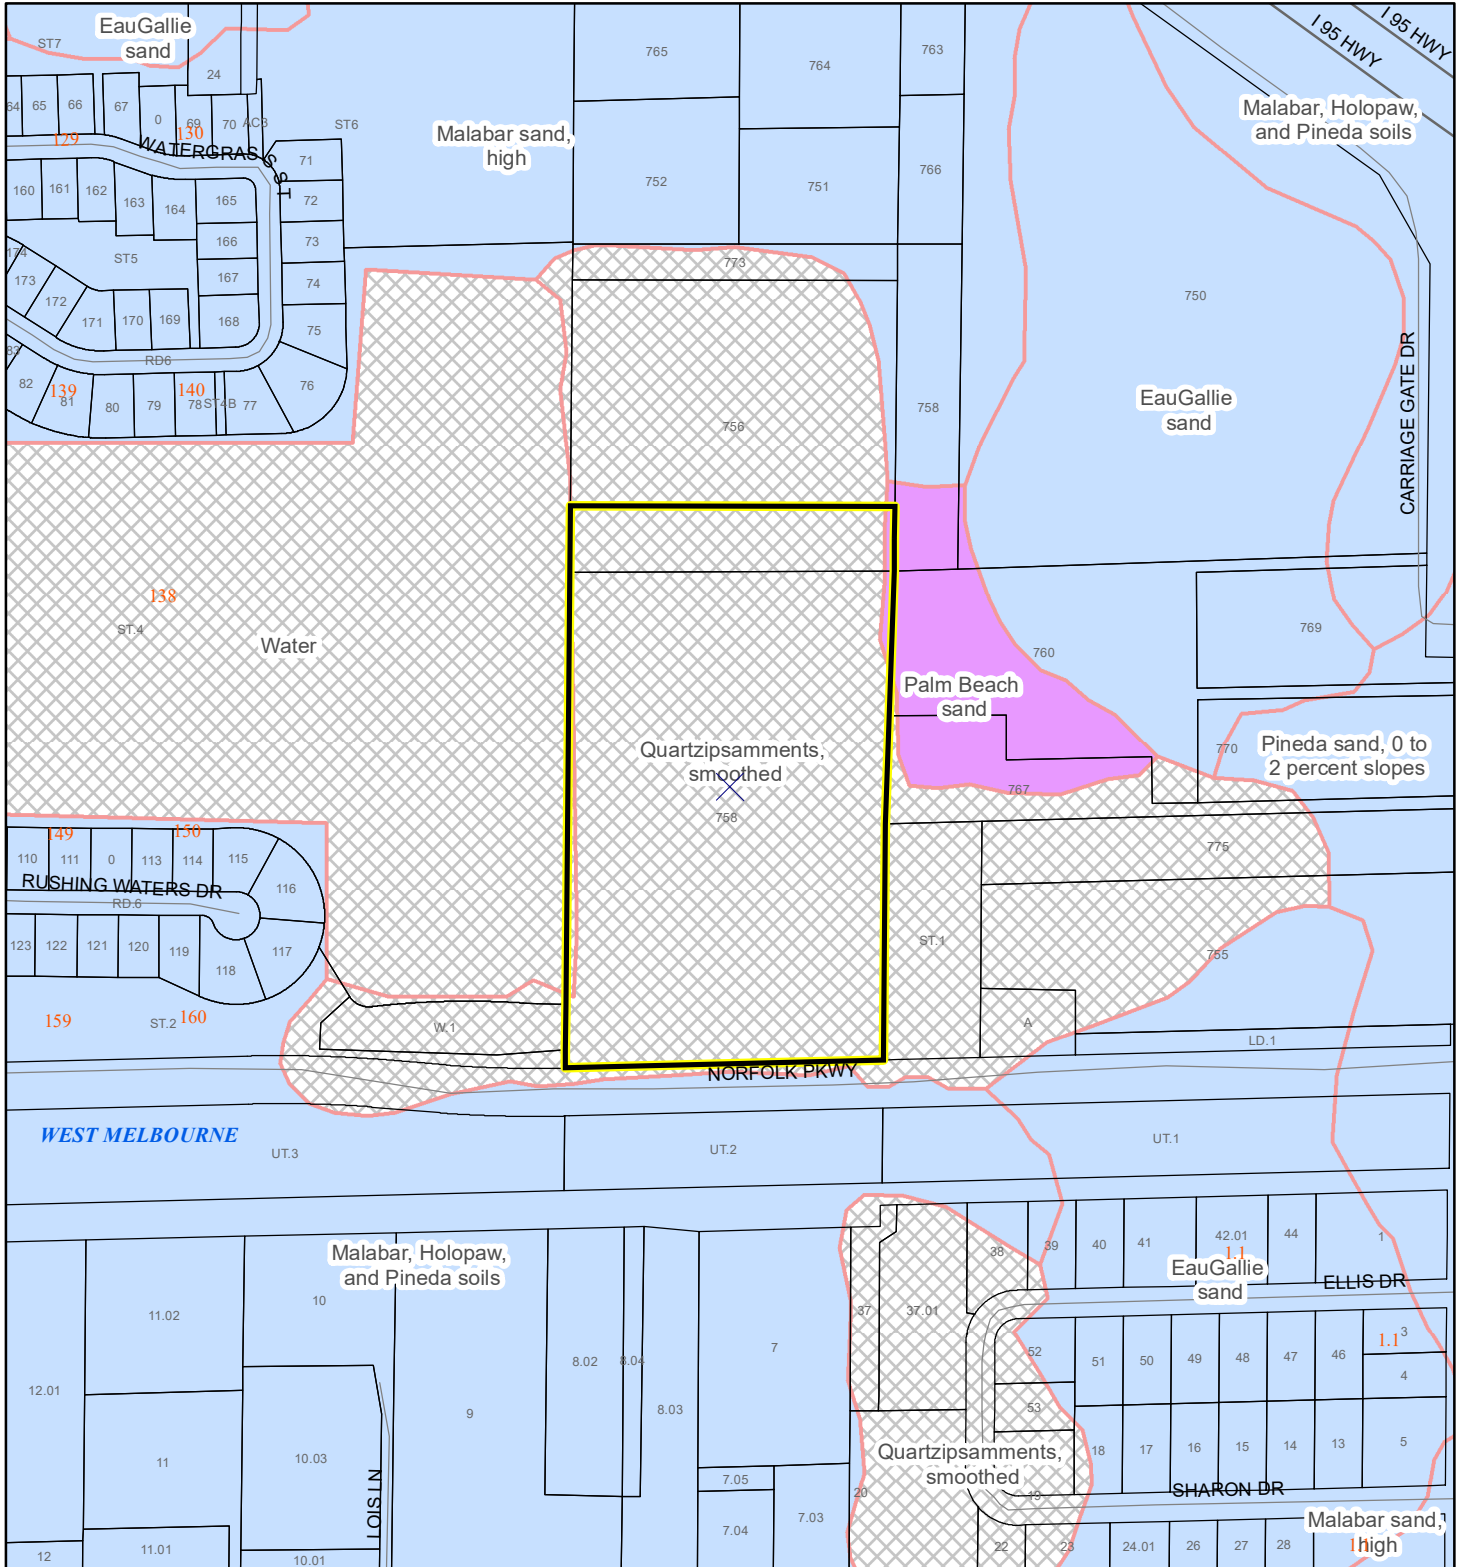 EauGallie
sand
ST7
24
765
764
763
I 95 HWY
I 95 HWY
64
65
66
67
0
69
70
AC3
ST6
Malabar sand,
high
Malabar, Holopaw,
and Pineda soils
129
130
WATERGRASS ST
71
752
751
766
160
161
162
163
164
165
72
166
73
174
ST5
173
167
74
773
172
171
170
169
168
75
750
83
RD6
82
139
81
80
79
140
78
ST4B
77
76
756
758
EauGallie
sand
CARRIAGE GATE DR
138
ST.4
Water
769
760
Palm Beach
sand
Quartzipsamments,
smoothed
758
767
770
Pineda sand, 0 to
2 percent slopes
149
150
110
111
0
113
114
115
116
775
RUSHING WATERS DR
RD.6
123
122
121
120
119
118
117
ST.1
755
159
ST.2
160
W.1
A
LD.1
NORFOLK PKWY
WEST MELBOURNE
UT.3
UT.2
UT.1
Malabar, Holopaw,
and Pineda soils
38
39
40
41
42.01
1.1
44
1
EauGallie
sand
ELLIS DR
10
11.02
37
37.01
7
8.02
8.04
52
51
50
49
48
47
46
1.1
3
4
12.01
9
8.03
53
11
10.03
Quartzipsamments,
smoothed
18
17
16
15
14
13
5
LOIS LN
7.05
20
19
SHARON DR
7.04
7.03
Malabar sand,
high
1.1
12
11.01
10.01
22
23
24.01
26
27
28